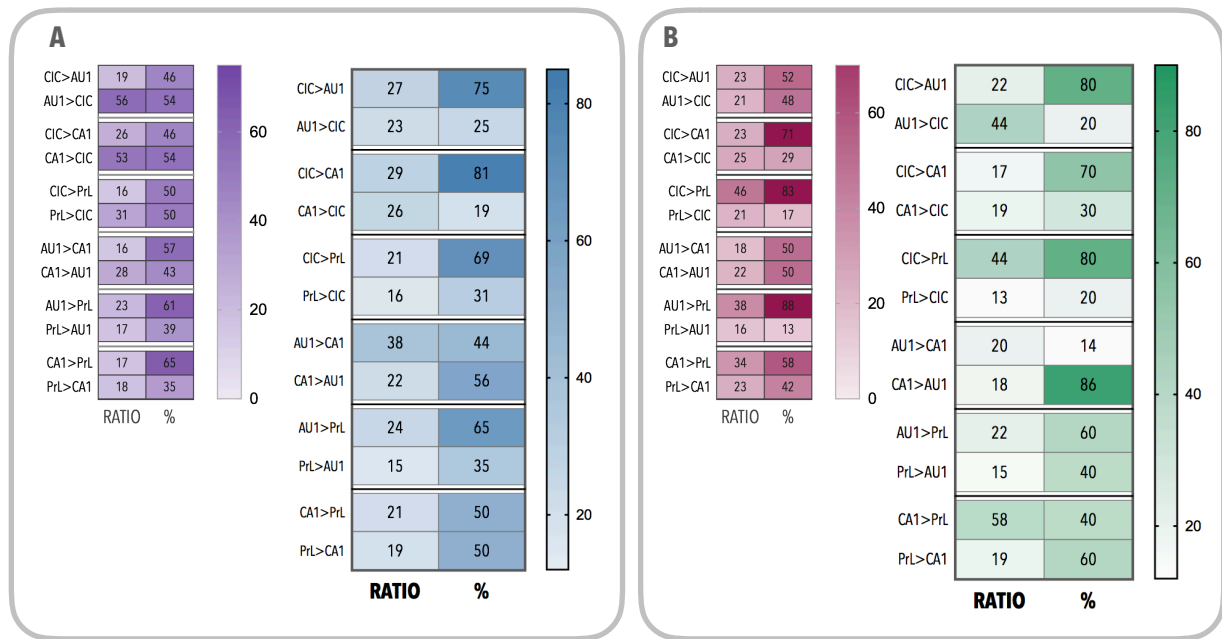 A
CIC>AU1 19 46
AU1>CIC 56 54
CIC>CA1 26 46
CA1>CIC 53 54
CIC>PrL 16 50
PrL>CIC 31 50
AU1>CA1 16 57
CA1>AU1 28 43
AU1>PrL 23 61
PrL>AU1 17 39
CA1>PrL 17 65
PrL>CA1 18 35
RATIO %
60
40
20
0
CIC>AU1 27 75
AU1>CIC 23 25
CIC>CA1 29 81
CA1>CIC 26 19
CIC>PrL 21 69
PrL>CIC 16 31
AU1>CA1 38 44
CA1>AU1 22 56
AU1>PrL 24 65
PrL>AU1 15 35
CA1>PrL 21 50
PrL>CA1 19 50
RATIO %
80
60
40
20
B
CIC>AU1 23 52
AU1>CIC 21 48
CIC>CA1 23 71
CA1>CIC 25 29
CIC>PrL 46 83
PrL>CIC 21 17
AU1>CA1 18 50
CA1>AU1 22 50
AU1>PrL 38 88
PrL>AU1 16 13
CA1>PrL 34 58
PrL>CA1 23 42
RATIO %
60
40
20
0
CIC>AU1 22 80
AU1>CIC 44 20
CIC>CA1 17 70
CA1>CIC 19 30
CIC>PrL 44 80
PrL>CIC 13 20
AU1>CA1 20 14
CA1>AU1 18 86
AU1>PrL 22 60
PrL>AU1 15 40
CA1>PrL 58 40
PrL>CA1 19 60
RATIO %
80
60
40
20